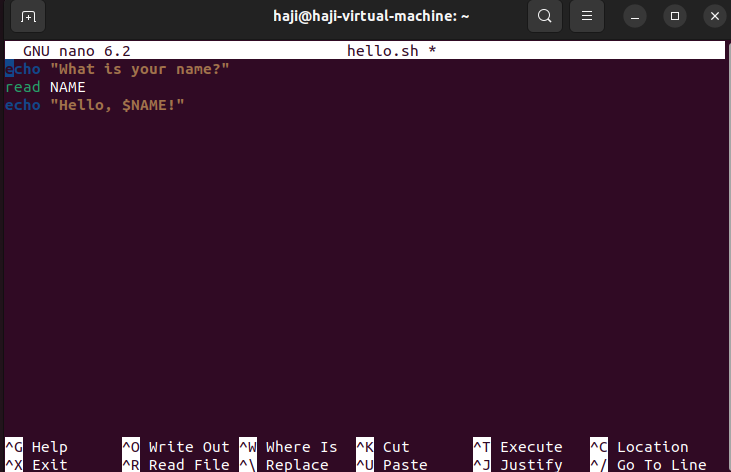 haji@haji-virtual-machine: ~
GNU nano 6.2 hello.sh *
echo "What is your name?"
read NAME
echo "Hello, $NAME!"
^G Help ^O Write Out ^W Where Is ^K Cut ^T Execute ^C Location
^X Exit ^R Read File ^\ Replace ^U Paste ^J Justify ^/ Go To Line